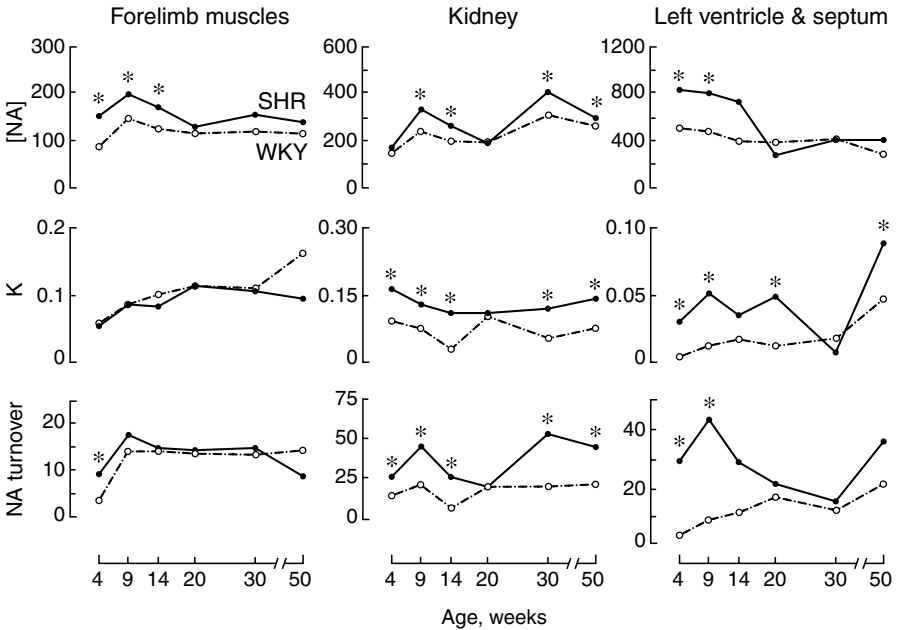 Forelimb muscles Kidney Left ventricle & septum
[NA]
300
200
100
0
* * *
SHR
WKY
600
400
200
0
* * * *
1200
800
400
0
* *
K
0.2
0.1
0
0.30
0.15
0
* * * * *
0.10
0.05
0
* * * *
NA turnover
20
10
0
*
75
50
25
0
* * * * *
40
20
0
* *
4 9 14 20 30 50 4 9 14 20 30 50 4 9 14 20 30 50
Age, weeks